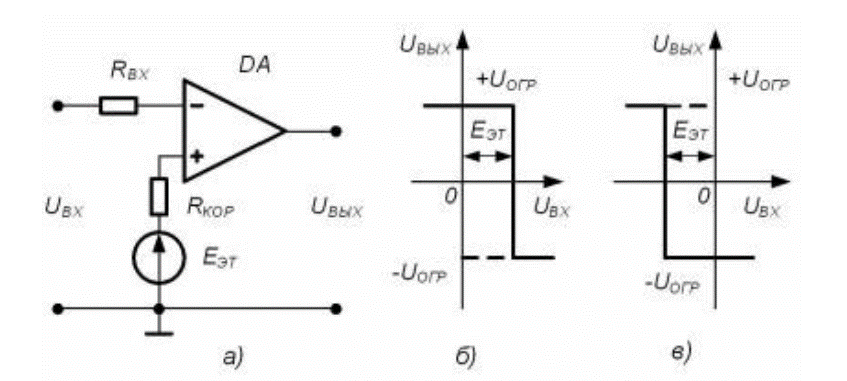 R_ВХ
DA
−
+
U_ВХ
R_КОР
U_ВЫХ
E_ЭТ
а)
U_ВЫХ
+U_ОГР
E_ЭТ
0
U_ВХ
-U_ОГР
б)
U_ВЫХ
+U_ОГР
E_ЭТ
0
U_ВХ
-U_ОГР
в)